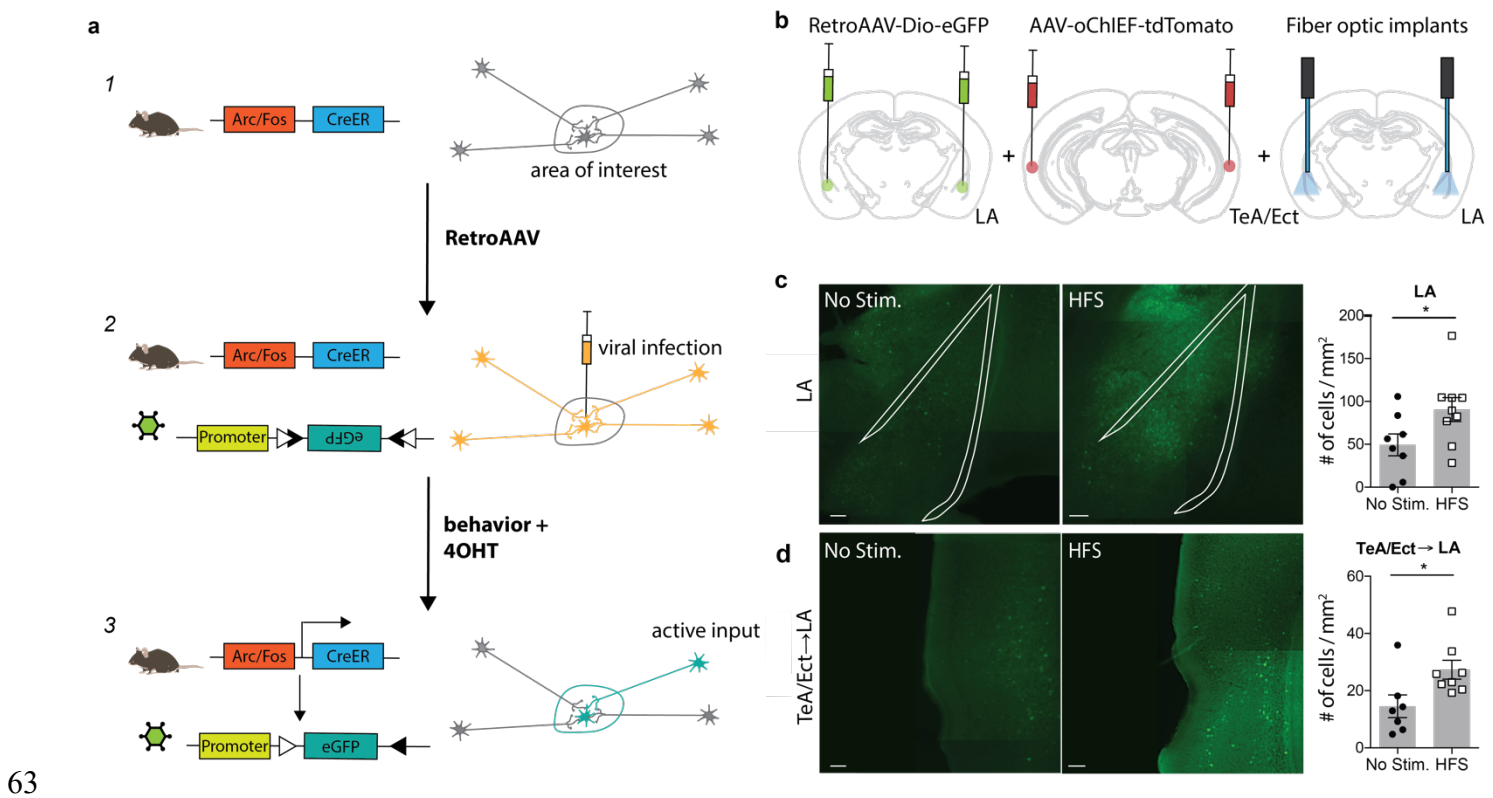 a
1
Arc/Fos
CreER
area of interest
RetroAAV
2
Arc/Fos
CreER
viral infection
Promoter
eGFP
behavior +
4OHT
3
Arc/Fos
CreER
active input
Promoter
eGFP
b
RetroAAV-Dio-eGFP
AAV-oChIEF-tdTomato
Fiber optic implants
+
+
LA
TeA/Ect
LA
c
LA
No Stim.
HFS
LA
*
# of cells / mm²
200
150
100
50
0
No Stim.
HFS
d
TeA/Ect→LA
No Stim.
HFS
TeA/Ect→ LA
*
# of cells / mm²
60
40
20
0
No Stim.
HFS
63